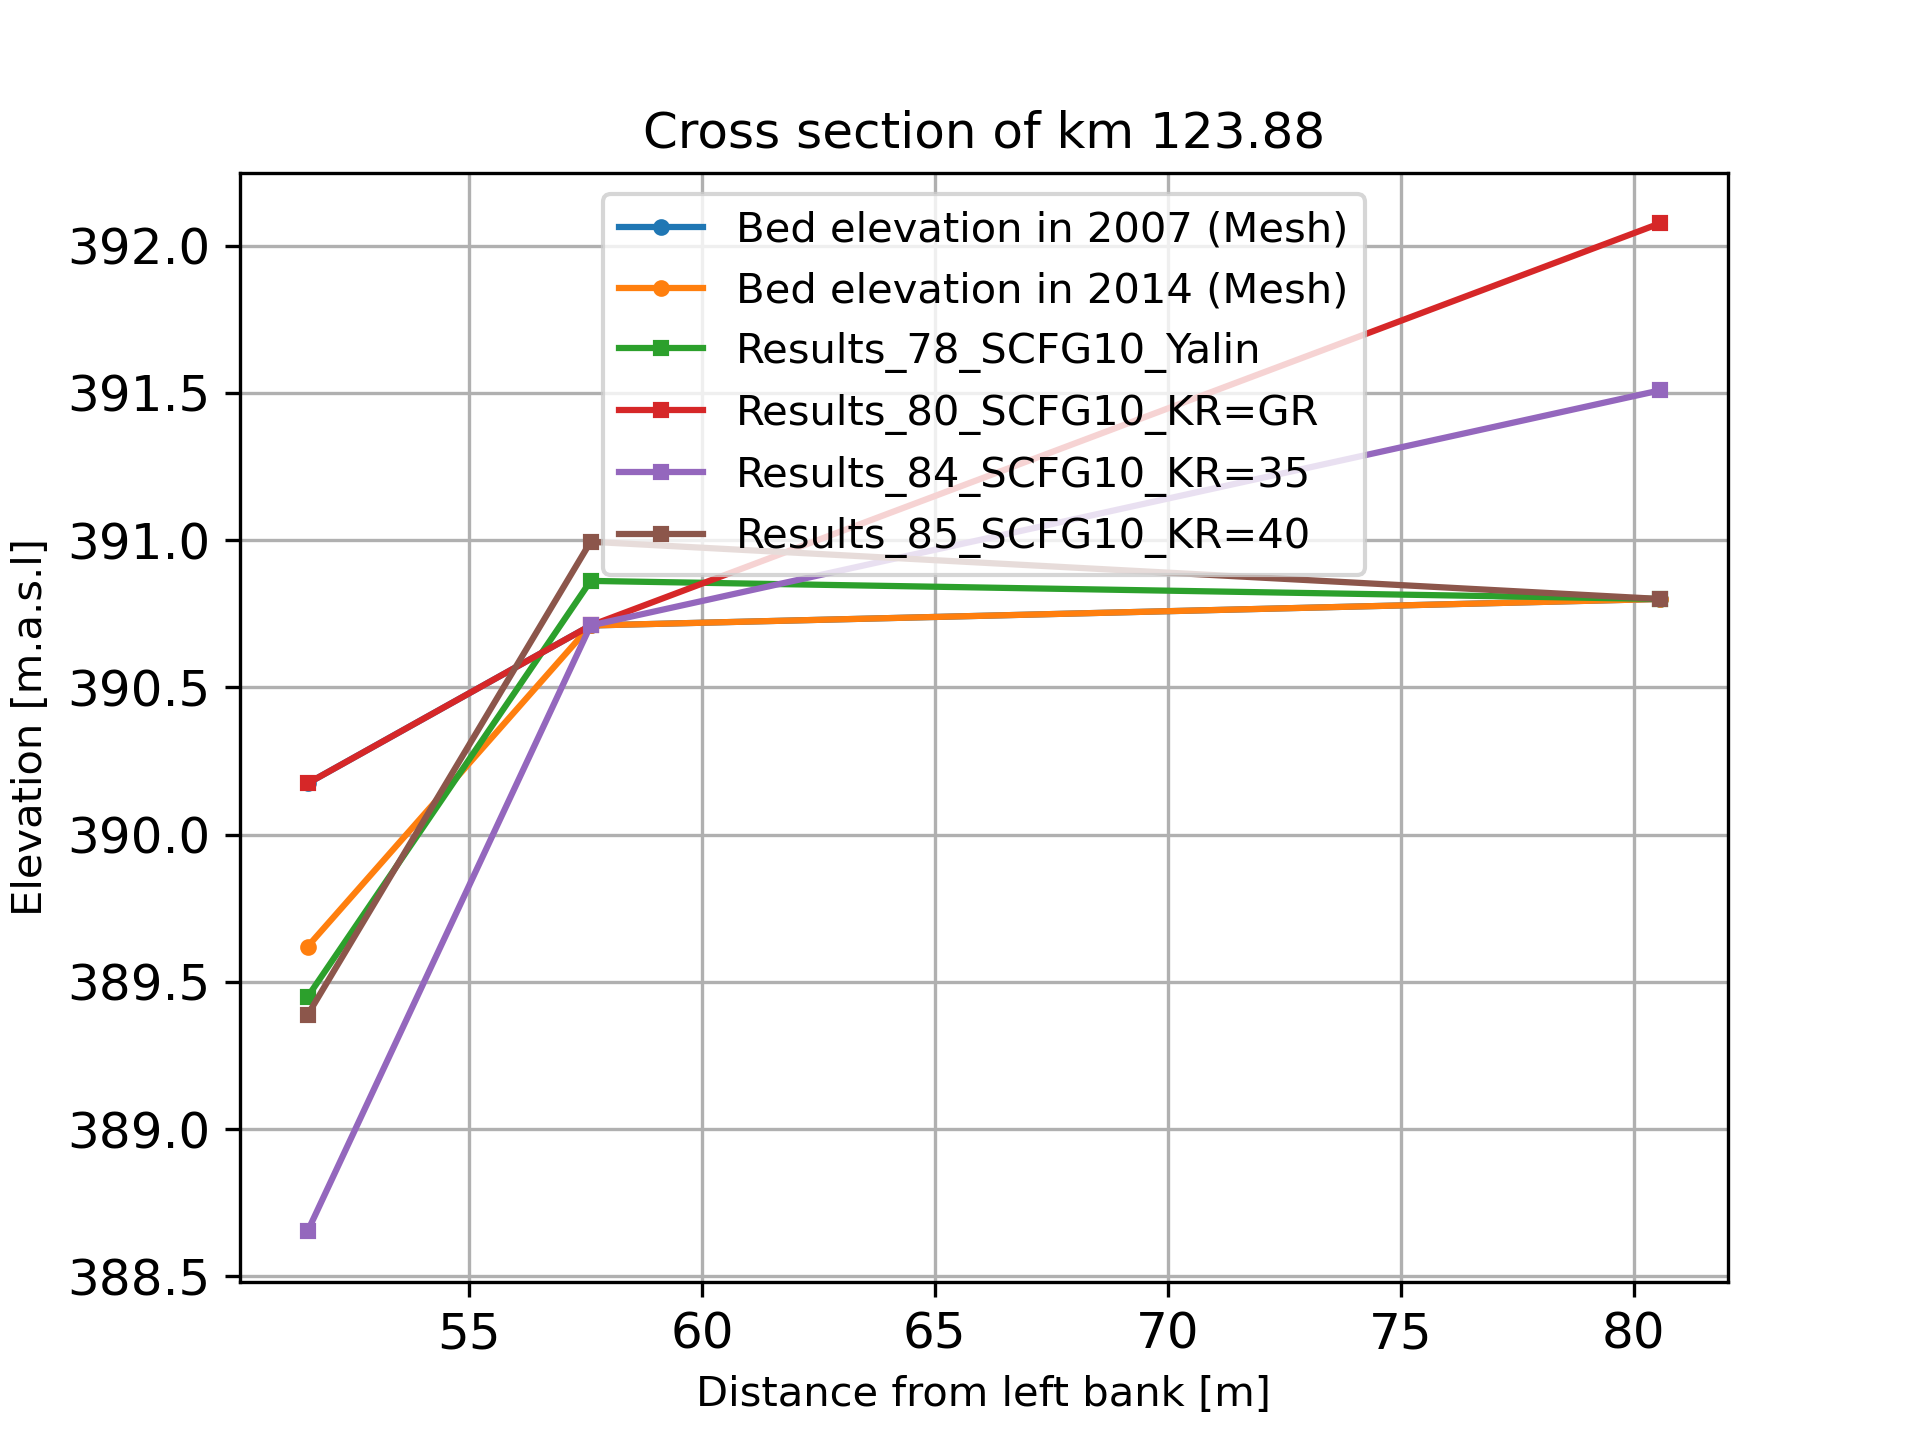 Cross section of km 123.88
Bed elevation in 2007 (Mesh)
Bed elevation in 2014 (Mesh)
Results_78_SCFG10_Yalin
Results_80_SCFG10_KR=GR
Results_84_SCFG10_KR=35
Results_85_SCFG10_KR=40
392.0
391.5
391.0
390.5
390.0
389.5
389.0
388.5
Elevation [m.a.s.l]
55 60 65 70 75 80
Distance from left bank [m]